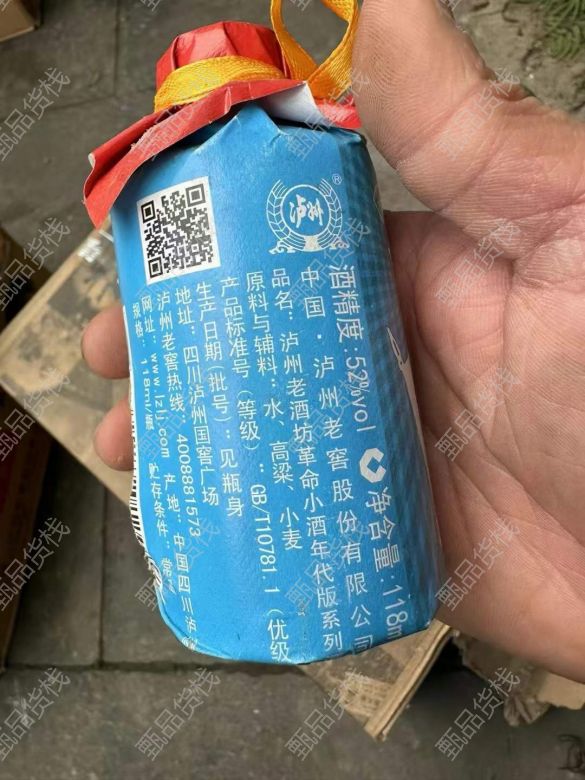 泸州
酒精度:52%vol 净含量:118m
中国·泸州老窖股份有限公
品名:泸州老酒坊革命小酒年代版系列
原料与辅料:水、高粱、小麦
产品标准号(等级):GB/T10781.1(优级
生产日期(批号):见瓶身
地址:四川泸州国窖广场
泸州老窖热线:4008881573 产地:中国四川泸
网址:www.lzlj.com 贮存条件:常
规格:118ml/瓶
甄品货栈